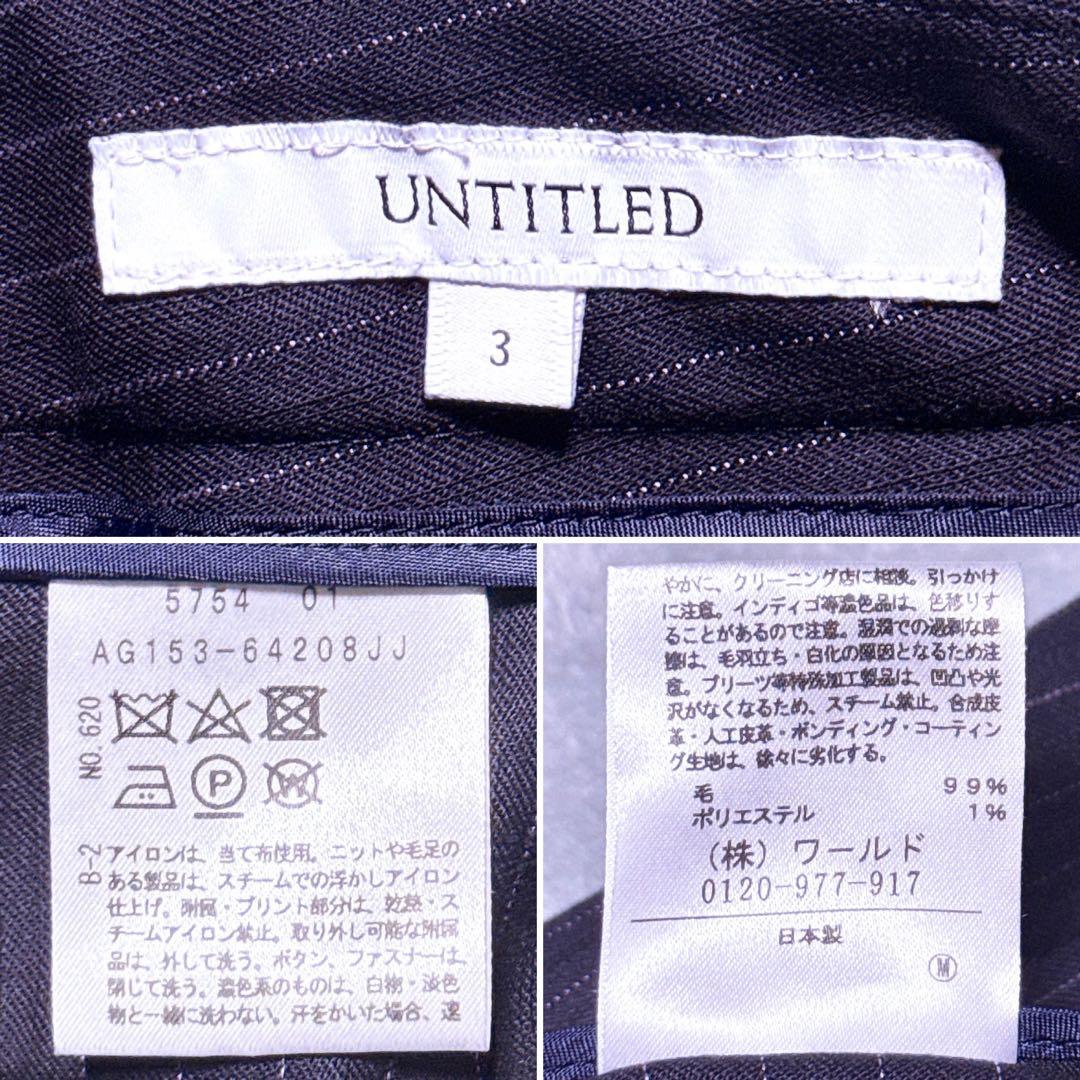 UNTITLED
3
5754 01
AG153-64208JJ
NO.620
P
W
B-2
アイロンは、当て布使用。ニットや毛足の
ある製品は、スチームでの浮かしアイロン
仕上げ。附属・プリント部分は、乾熱・ス
チームアイロン禁止。取り外し可能な附属
品は、外して洗う。ボタン、ファスナーは
閉じて洗う。濃色系のものは、白物・淡色
物と一緒に洗わない。汗をかいた場合、速
やかに、クリーニング店に相談。引っかけ
に注意。インディゴ等濃色品は、色移りす
ることがあるので注意。湿潤での過剰な摩
擦は、毛羽立ち・白化の原因となるため注
意。プリーツ等特殊加工製品は、凹凸や光
沢がなくなるため、スチーム禁止。合成皮
革・人工皮革・ボンディング・コーティン
グ生地は、徐々に劣化する。
毛 99%
ポリエステル 1%
（株）ワールド
0120-977-917
日本製
M